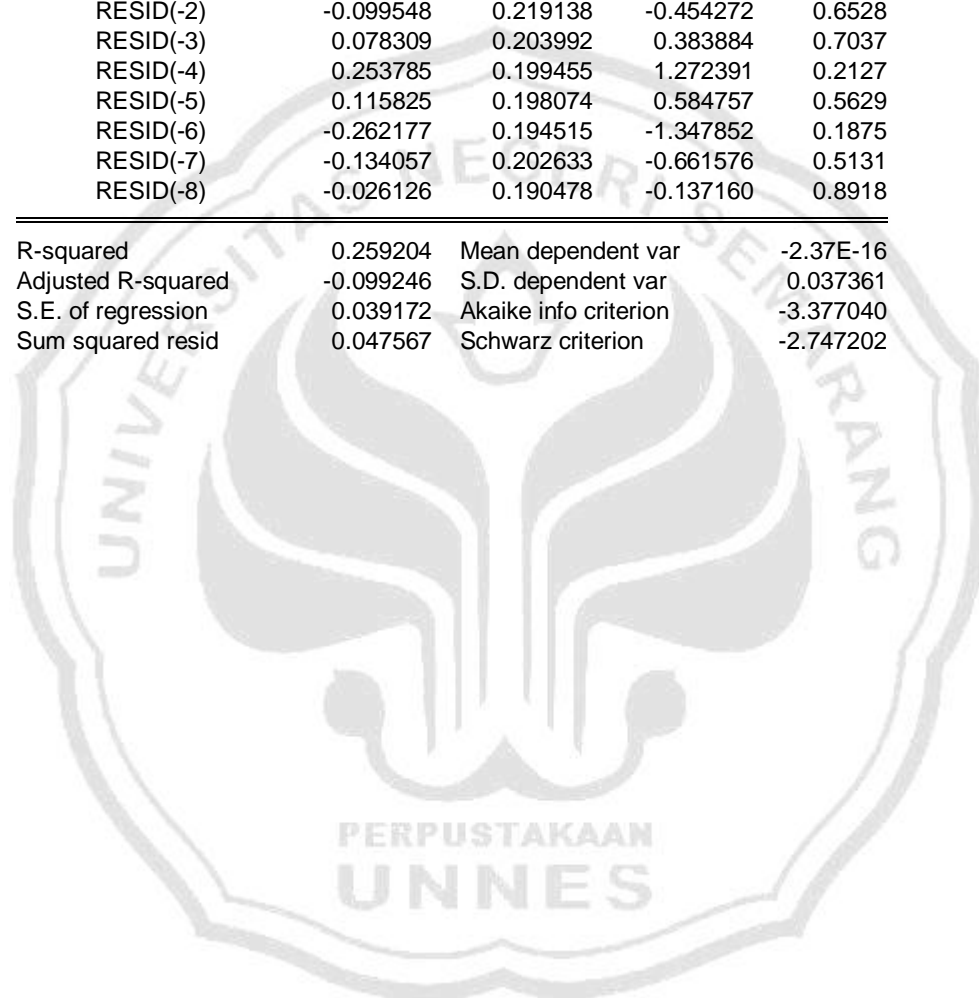 RESID(-2) -0.099548 0.219138 -0.454272 0.6528
RESID(-3) 0.078309 0.203992 0.383884 0.7037
RESID(-4) 0.253785 0.199455 1.272391 0.2127
RESID(-5) 0.115825 0.198074 0.584757 0.5629
RESID(-6) -0.262177 0.194515 -1.347852 0.1875
RESID(-7) -0.134057 0.202633 -0.661576 0.5131
RESID(-8) -0.026126 0.190478 -0.137160 0.8918
R-squared 0.259204 Mean dependent var -2.37E-16
Adjusted R-squared -0.099246 S.D. dependent var 0.037361
S.E. of regression 0.039172 Akaike info criterion -3.377040
Sum squared resid 0.047567 Schwarz criterion -2.747202
UNIVERSITAS NEGERI SEMARANG
PERPUSTAKAAN
UNNES